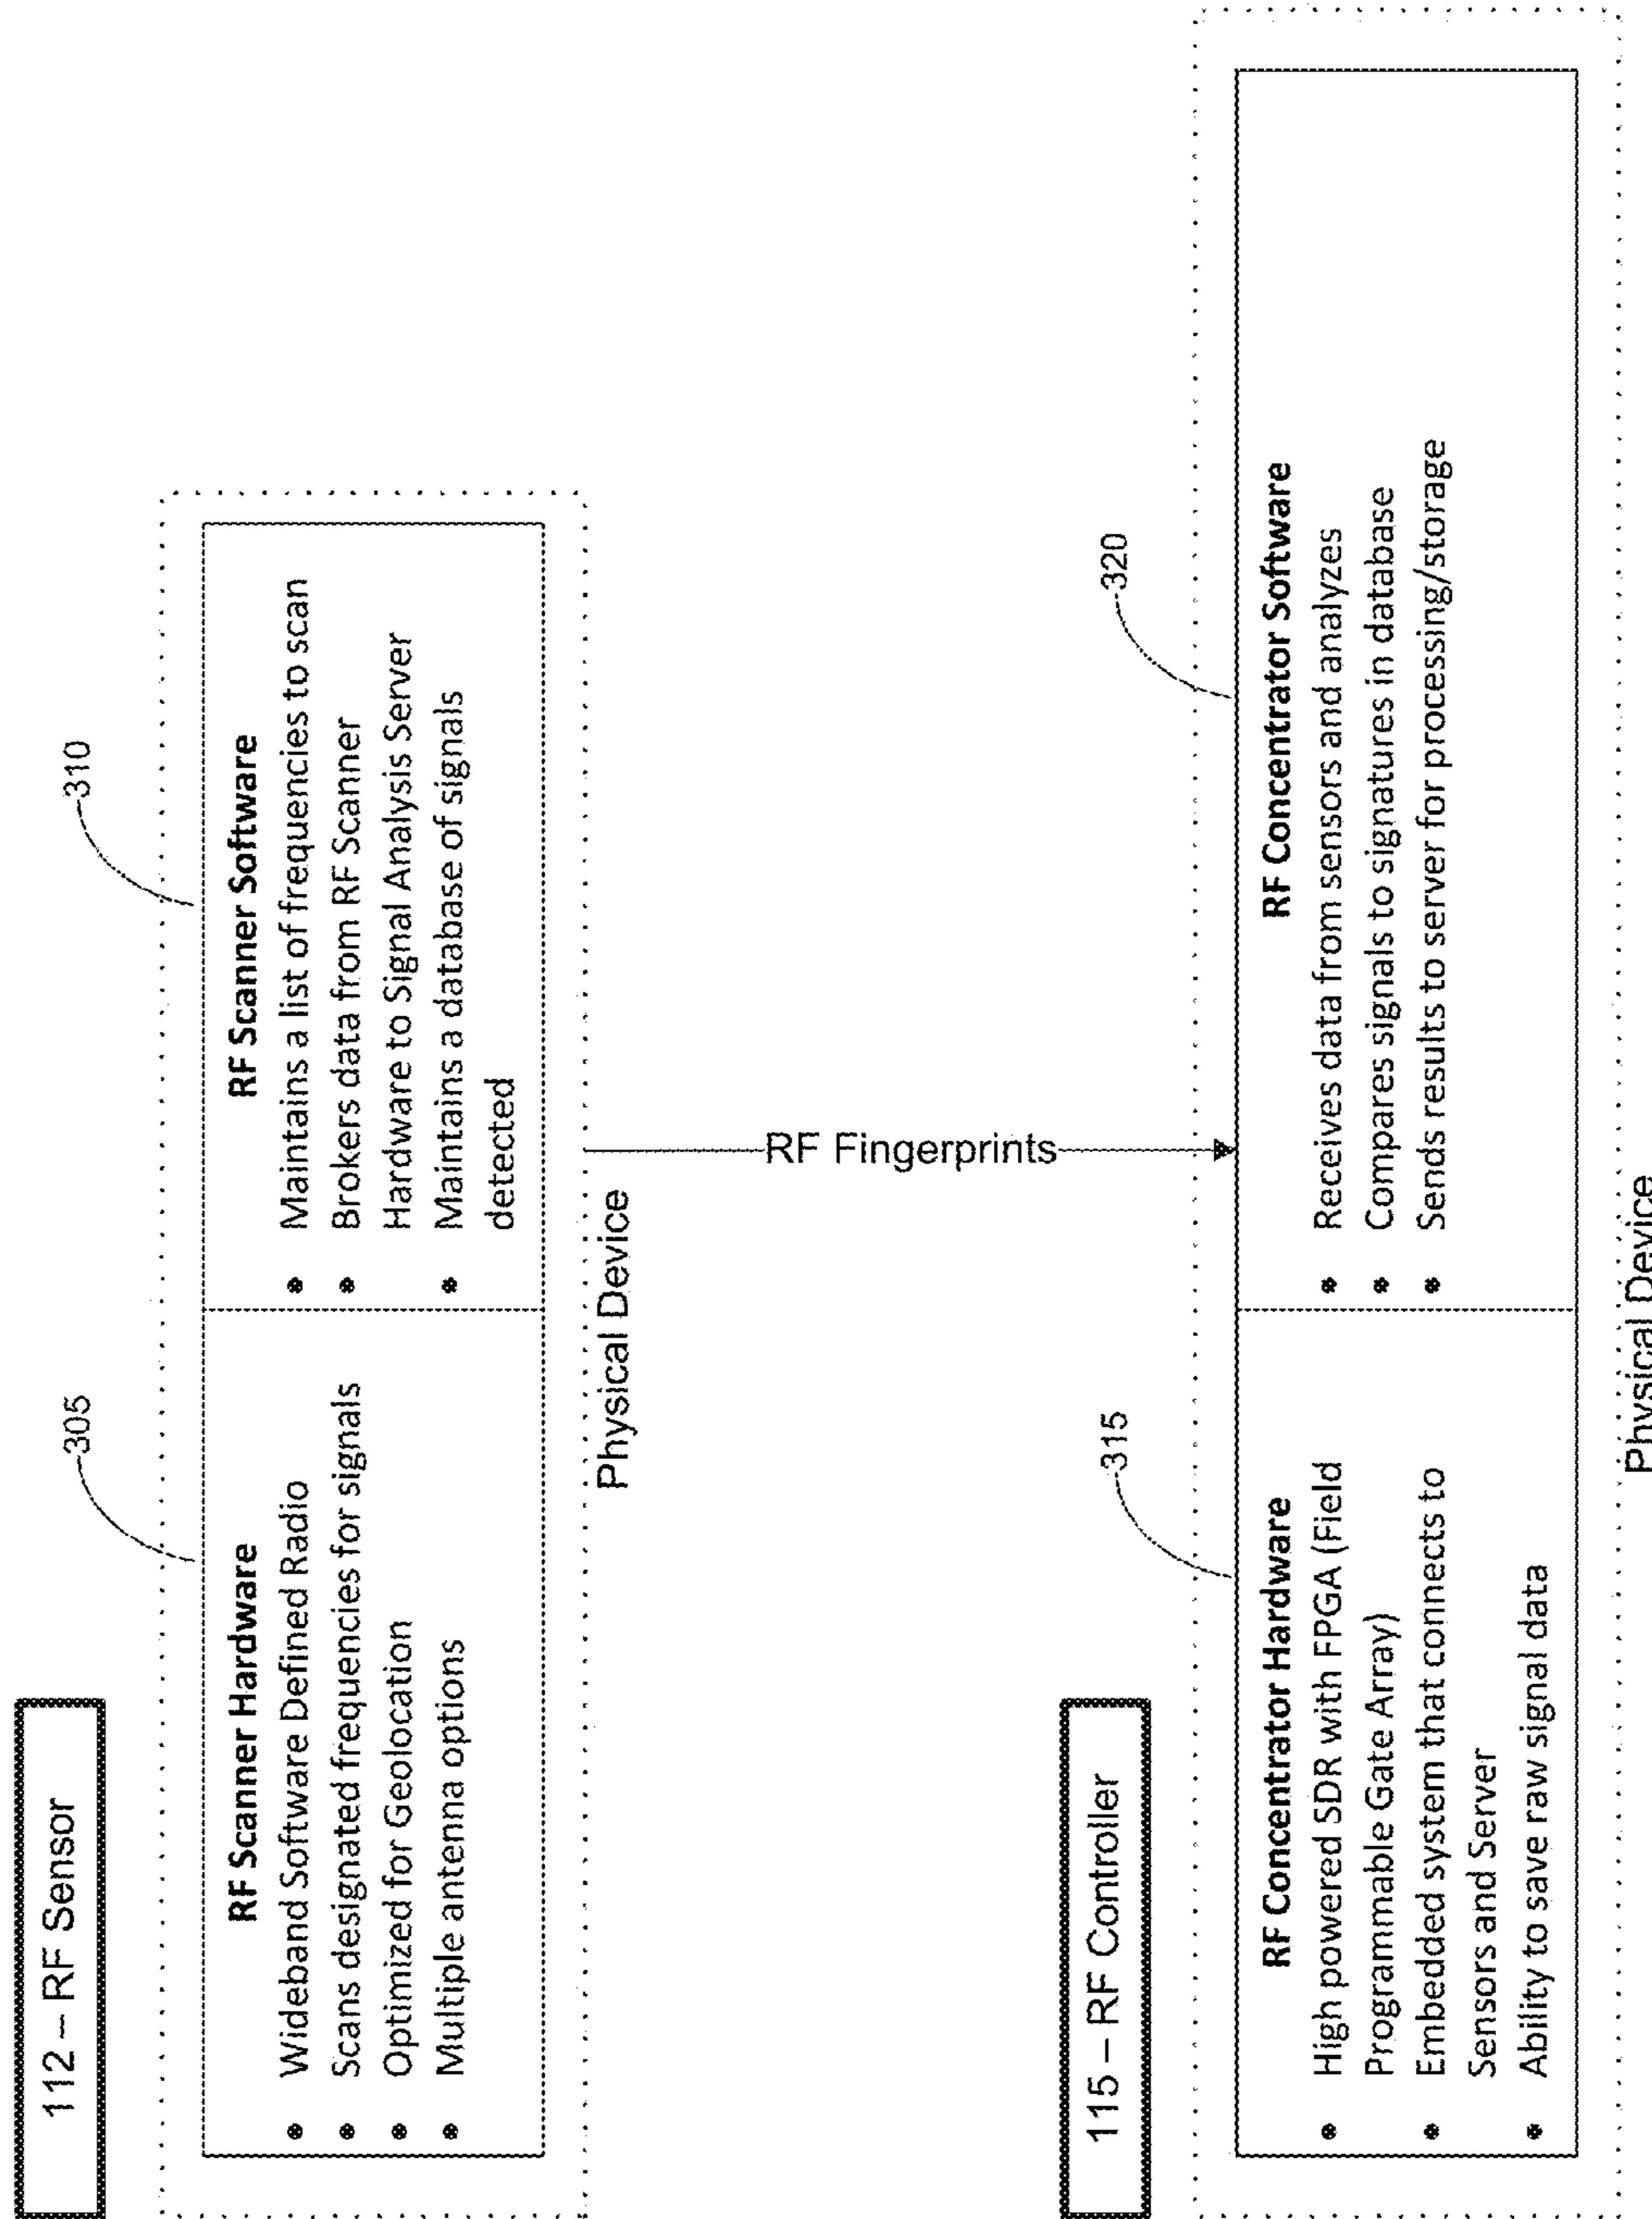 112 – RF Sensor
305
RF Scanner Hardware
• Wideband Software Defined Radio
• Scans designated frequencies for signals
• Optimized for Geolocation
• Multiple antenna options
310
RF Scanner Software
• Maintains a list of frequencies to scan
• Brokers data from RF Scanner
Hardware to Signal Analysis Server
• Maintains a database of signals
detected
Physical Device
RF Fingerprints
115 – RF Controller
315
RF Concentrator Hardware
• High powered SDR with FPGA (Field
Programmable Gate Array)
• Embedded system that connects to
Sensors and Server
• Ability to save raw signal data
320
RF Concentrator Software
• Receives data from sensors and analyzes
• Compares signals to signatures in database
• Sends results to server for processing/storage
Physical Device